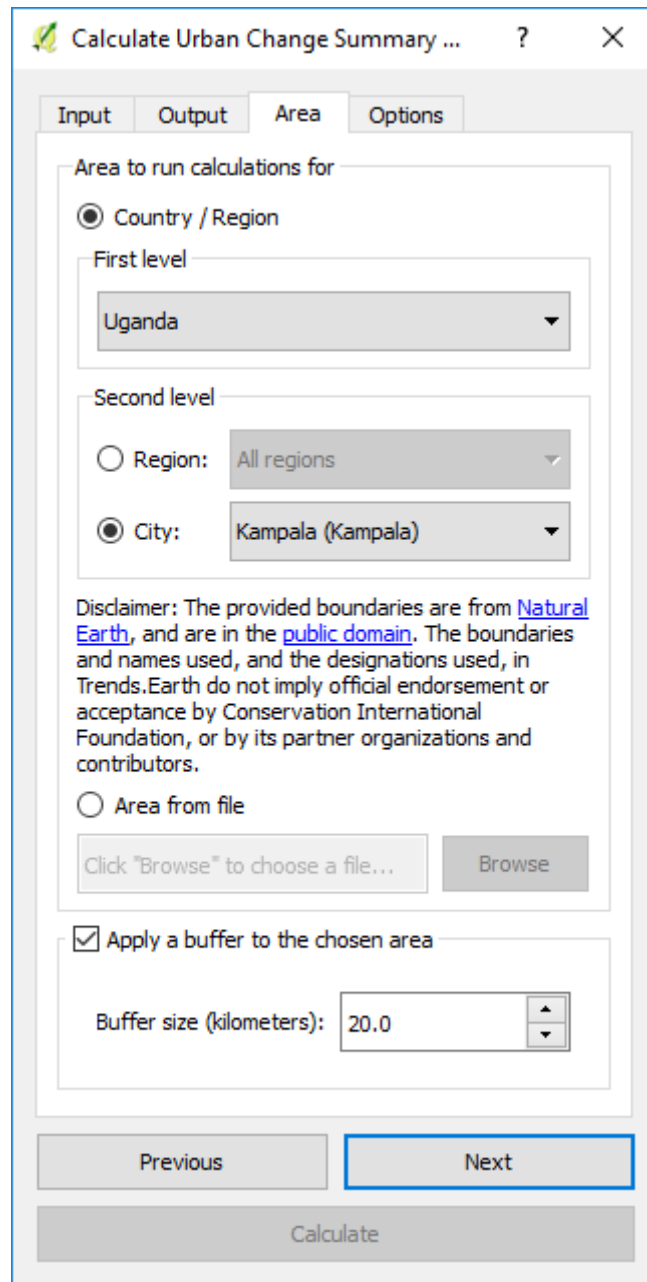 Calculate Urban Change Summary ... ?
Input Output Area Options
Area to run calculations for
Country / Region
First level
Uganda
Second level
Region: All regions
City: Kampala (Kampala)
Disclaimer: The provided boundaries are from Natural
Earth, and are in the public domain. The boundaries
and names used, and the designations used, in
Trends.Earth do not imply official endorsement or
acceptance by Conservation International
Foundation, or by its partner organizations and
contributors.
Area from file
Click "Browse" to choose a file... Browse
Apply a buffer to the chosen area
Buffer size (kilometers): 20.0
Previous Next
Calculate